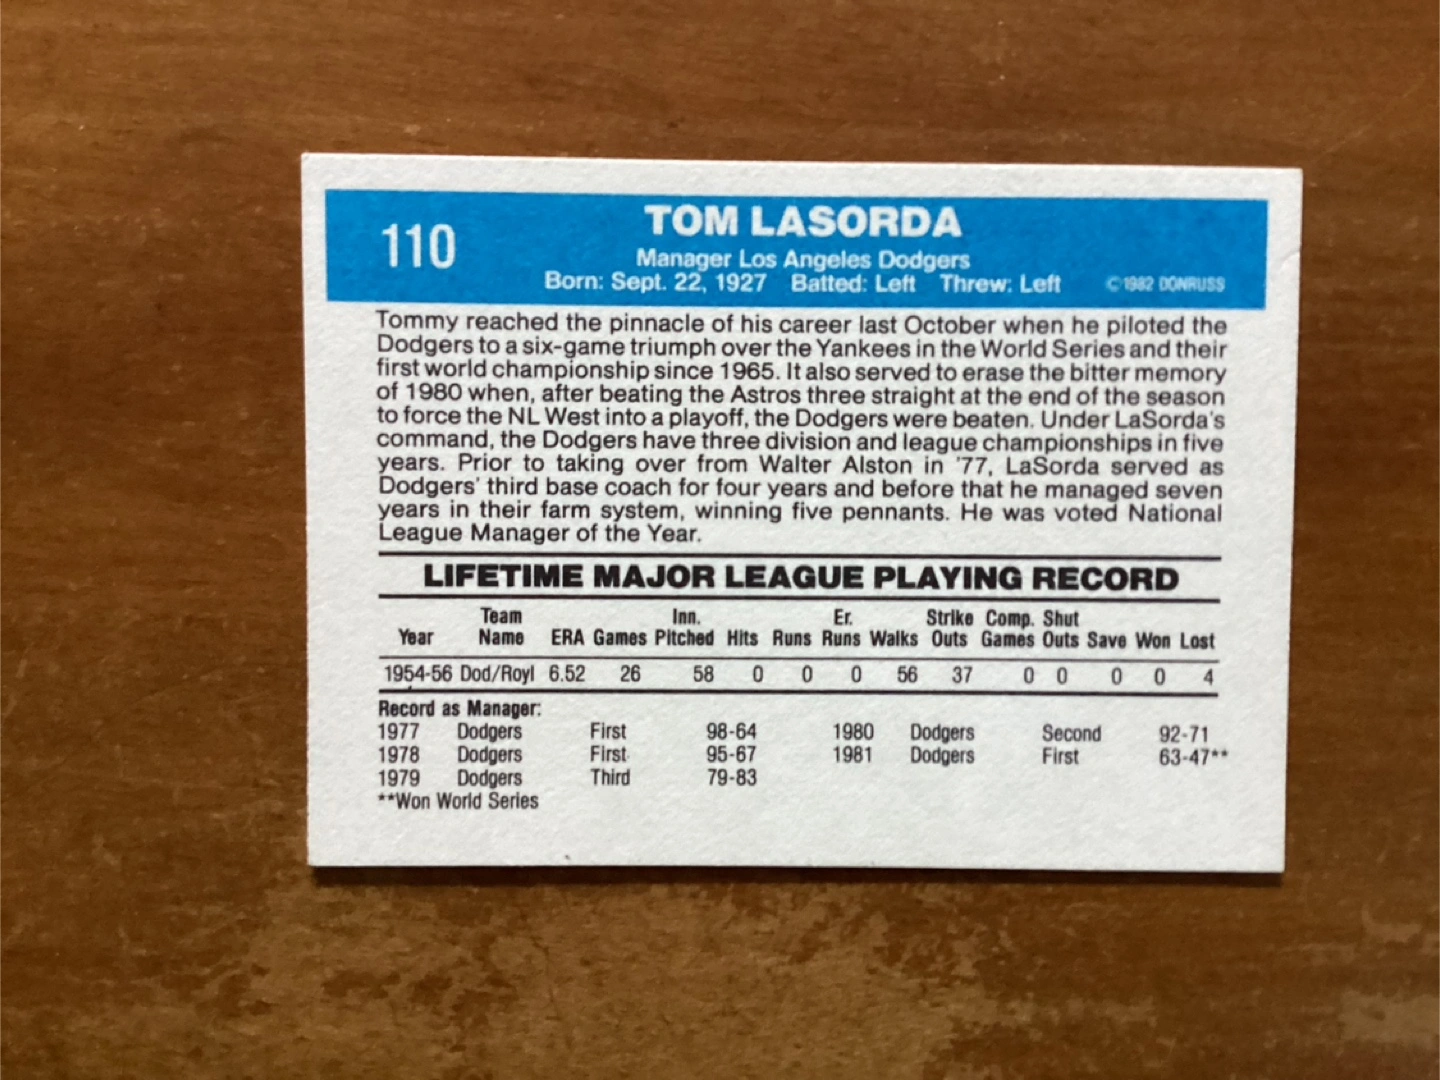 110
TOM LASORDA
Manager Los Angeles Dodgers
Born: Sept. 22, 1927 Batted: Left Threw: Left ©1982 DONRUSS
Tommy reached the pinnacle of his career last October when he piloted the
Dodgers to a six-game triumph over the Yankees in the World Series and their
first world championship since 1965. It also served to erase the bitter memory
of 1980 when, after beating the Astros three straight at the end of the season
to force the NL West into a playoff, the Dodgers were beaten. Under LaSorda's
command, the Dodgers have three division and league championships in five
years. Prior to taking over from Walter Alston in '77, LaSorda served as
Dodgers' third base coach for four years and before that he managed seven
years in their farm system, winning five pennants. He was voted National
League Manager of the Year.
LIFETIME MAJOR LEAGUE PLAYING RECORD
Team Inn. Er. Strike Comp. Shut
Year Name ERA Games Pitched Hits Runs Runs Walks Outs Games Outs Save Won Lost
1954-56 Dod/Royl 6.52 26 58 0 0 0 56 37 0 0 0 0 4
Record as Manager:
1977 Dodgers First 98-64 1980 Dodgers Second 92-71
1978 Dodgers First 95-67 1981 Dodgers First 63-47**
1979 Dodgers Third 79-83
**Won World Series